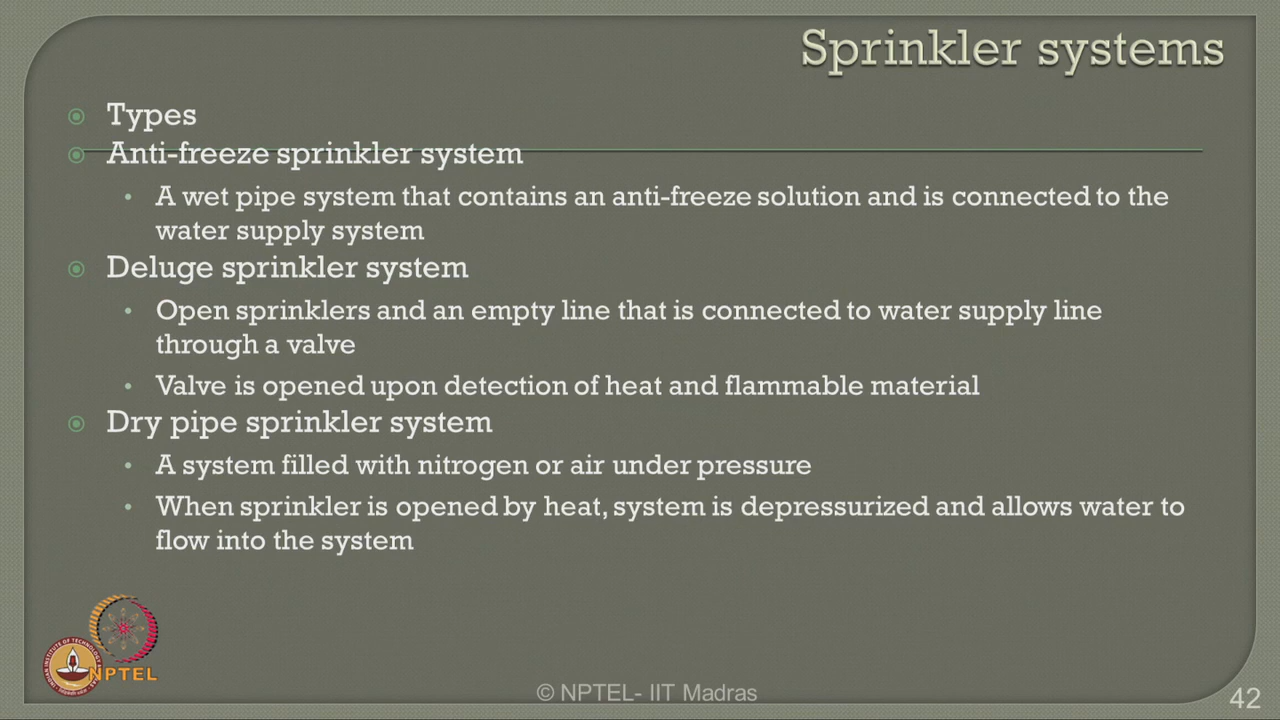 Sprinkler systems
Types
Anti-freeze sprinkler system
A wet pipe system that contains an anti-freeze solution and is connected to the
water supply system
Deluge sprinkler system
Open sprinklers and an empty line that is connected to water supply line
through a valve
Valve is opened upon detection of heat and flammable material
Dry pipe sprinkler system
A system filled with nitrogen or air under pressure
When sprinkler is opened by heat, system is depressurized and allows water to
flow into the system
NPTEL
© NPTEL- IIT Madras
42